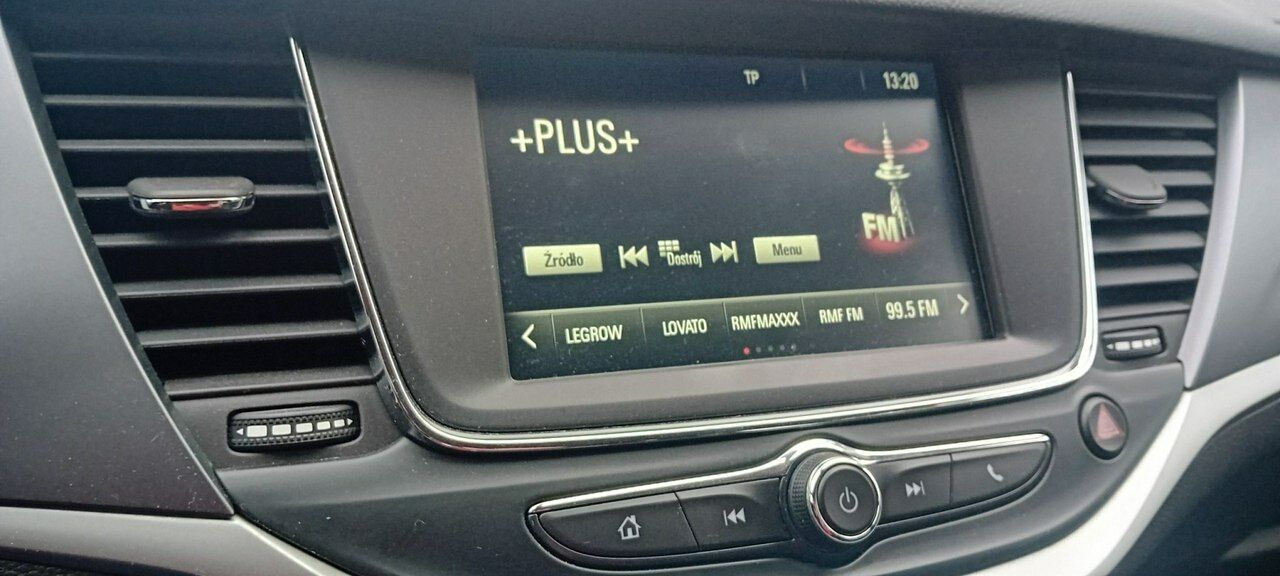 TP 13:20
+PLUS+
FM
Źródło Dostrój Menu
LEGROW LOVATO RMFMAXXX RMF FM 99.5 FM